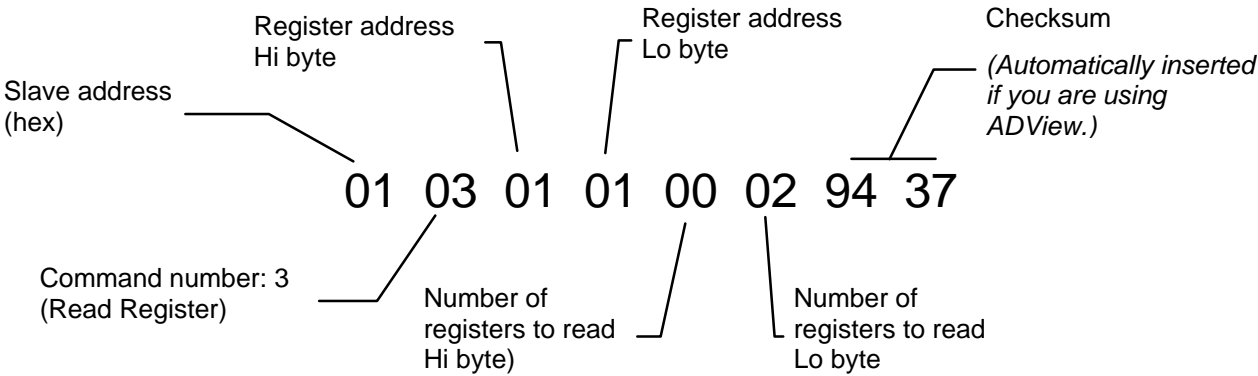 Register address
Hi byte
Register address
Lo byte
Checksum
(Automatically inserted
if you are using
ADView.)
Slave address
(hex)
01 03 01 01 00 02 94 37
Command number: 3
(Read Register)
Number of
registers to read
Hi byte)
Number of
registers to read
Lo byte